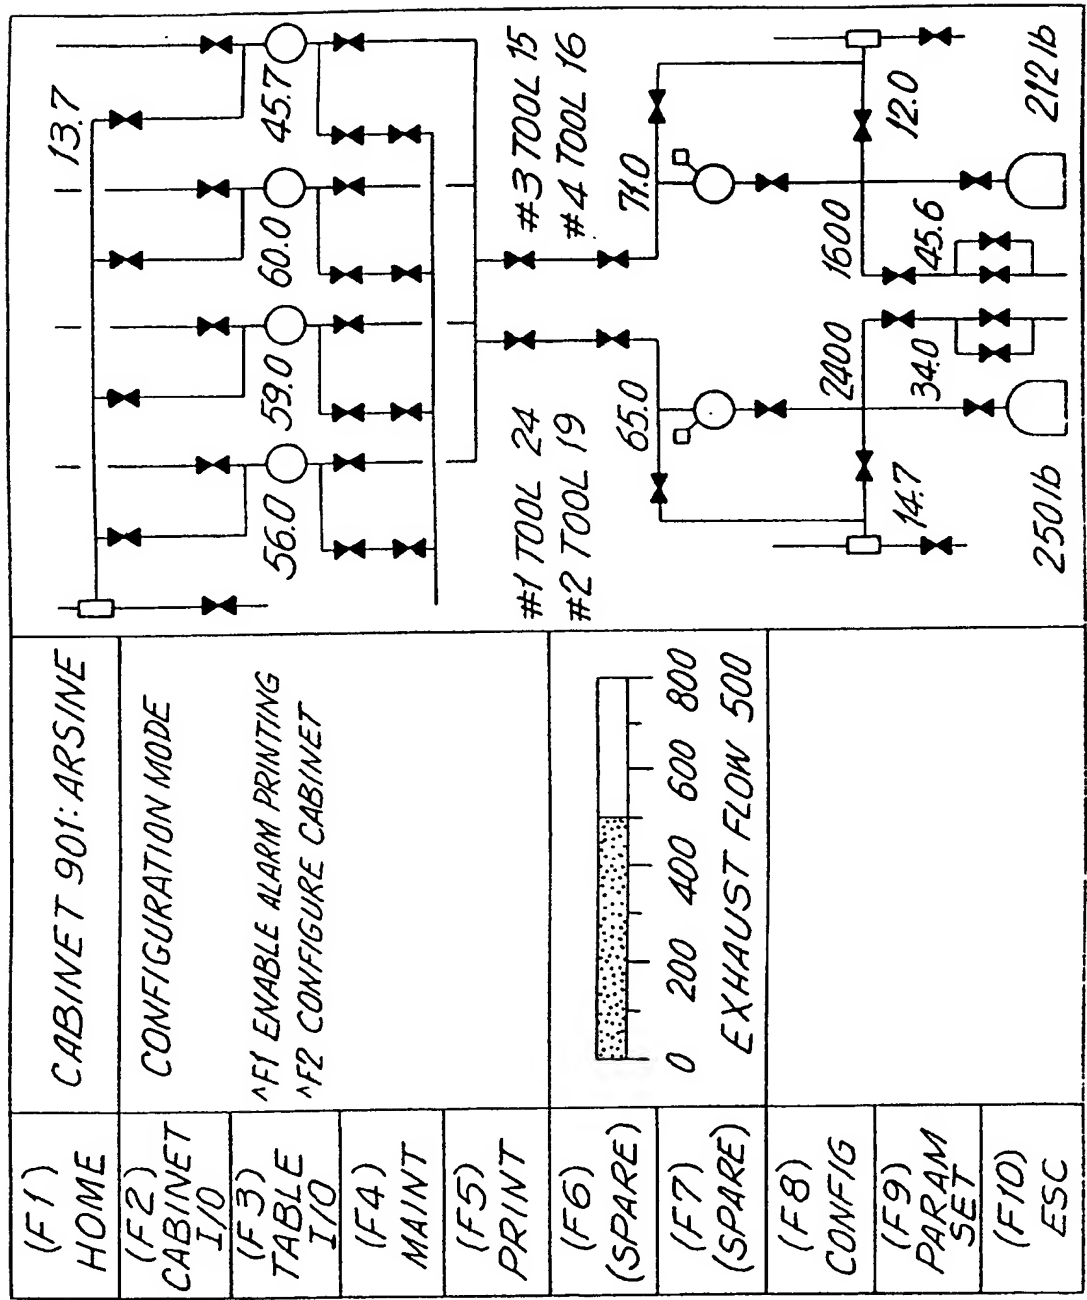 (F1)
HOME
(F2)
CABINET
I/O
(F3)
TABLE
I/O
(F4)
MAINT
(F5)
PRINT
(F6)
(SPARE)
(F7)
(SPARE)
(F8)
CONFIG
(F9)
PARAM
SET
(F10)
ESC
CABINET 901: ARSINE
CONFIGURATION MODE
^F1 ENABLE ALARM PRINTING
^F2 CONFIGURE CABINET
0 200 400 600 800
EXHAUST FLOW 500
13.7
56.0 59.0 60.0 45.7
#1 TOOL 24
#2 TOOL 19
#3 TOOL 15
#4 TOOL 16
65.0 71.0
2400 1600
14.7 34.0 45.6 12.0
250 lb 212 lb